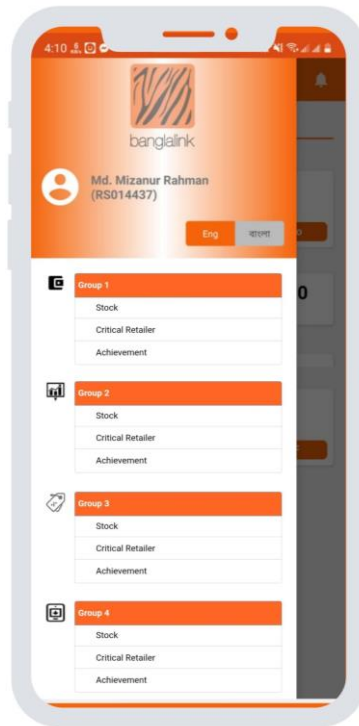 4:10
banglalink
Md. Mizanur Rahman
(RS014437)
Eng বাংলা
0
Group 1
Stock
Critical Retailer
Achievement
Group 2
Stock
Critical Retailer
Achievement
Group 3
Stock
Critical Retailer
Achievement
Group 4
Stock
Critical Retailer
Achievement